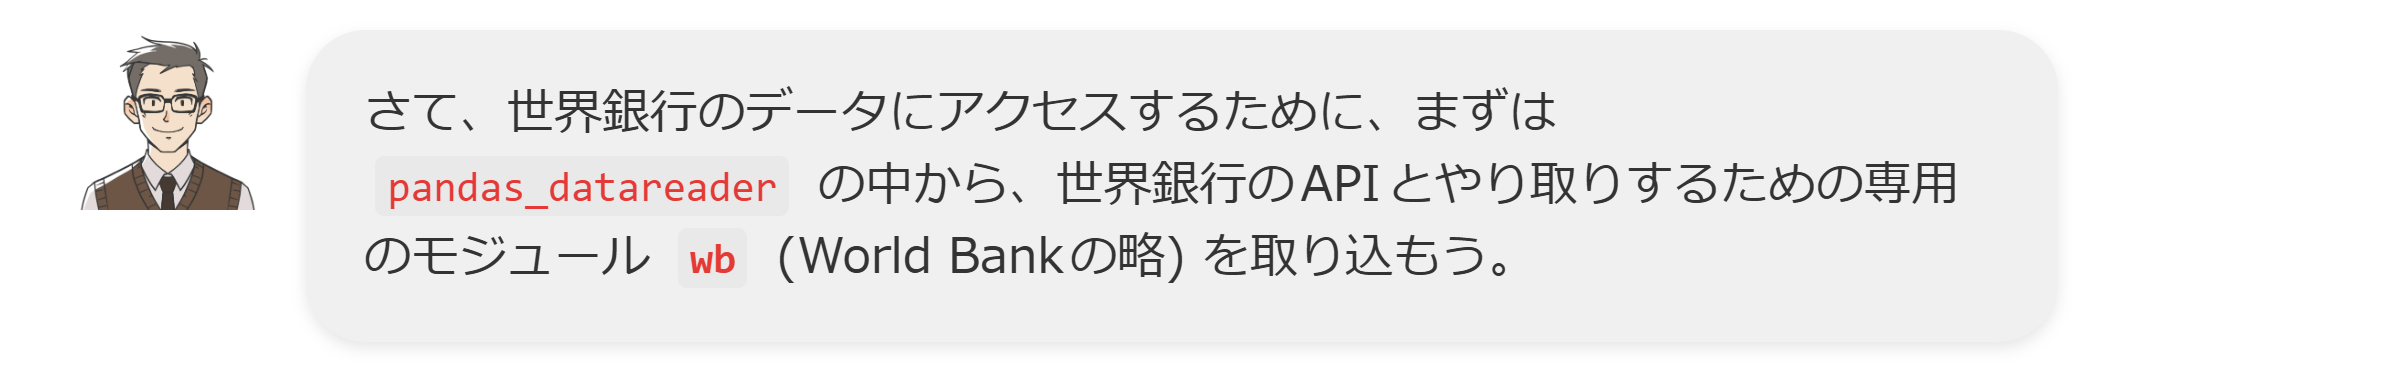 さて、世界銀行のデータにアクセスするために、まずは
pandas_datareader の中から、世界銀行のAPIとやり取りするための専用
のモジュール wb (World Bankの略) を取り込もう。